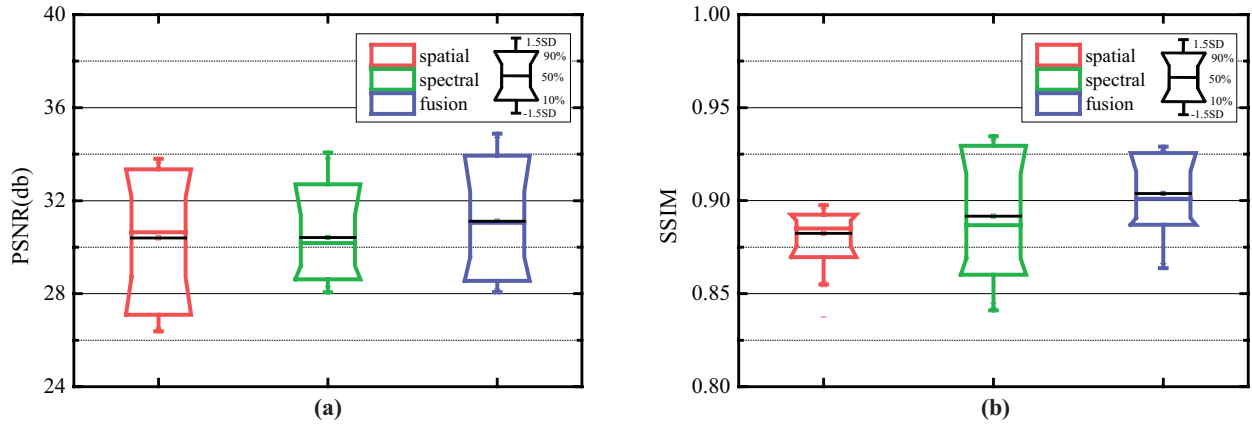 40
36
32
28
24
PSNR(db)
spatial
spectral
fusion
1.5SD
90%
50%
10%
-1.5SD
(a)
1.00
0.95
0.90
0.85
0.80
SSIM
spatial
spectral
fusion
1.5SD
90%
50%
10%
-1.5SD
(b)